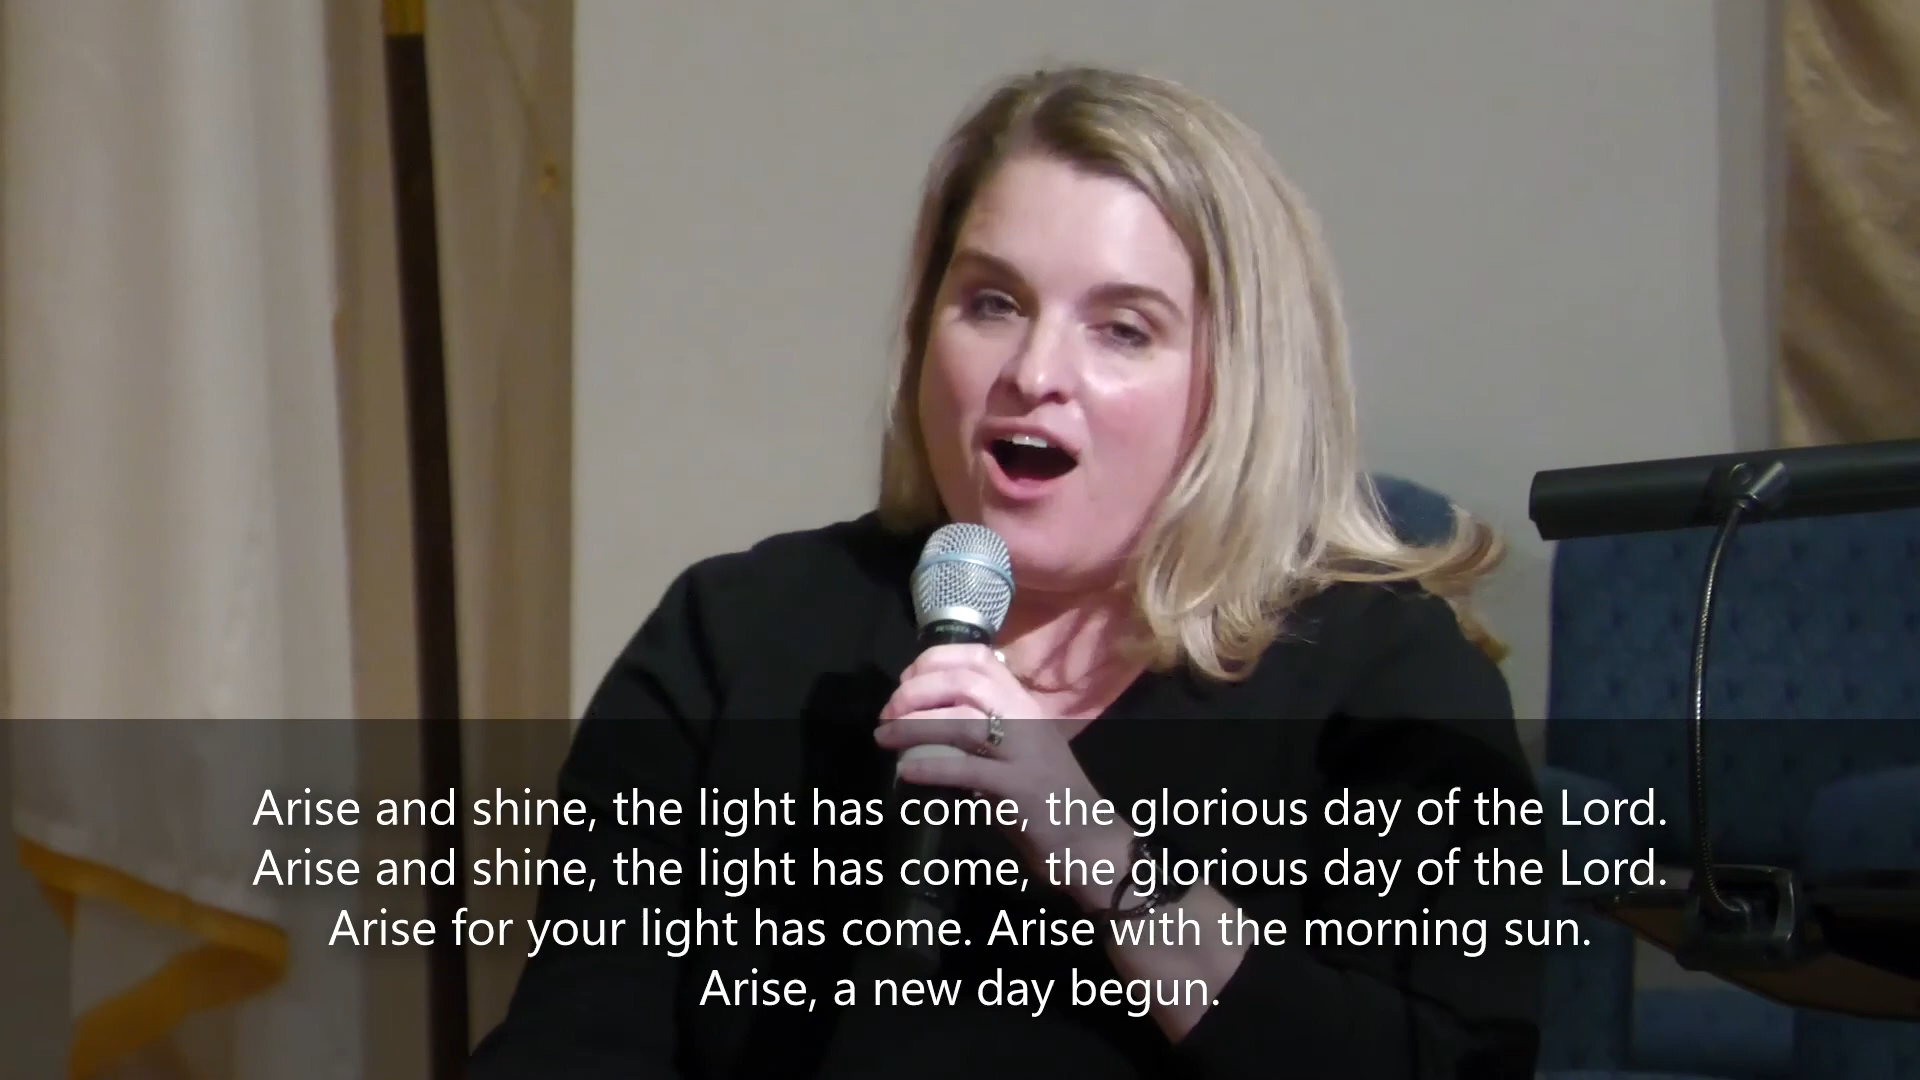 Arise and shine, the light has come, the glorious day of the Lord.
Arise and shine, the light has come, the glorious day of the Lord.
Arise for your light has come. Arise with the morning sun.
Arise, a new day begun.